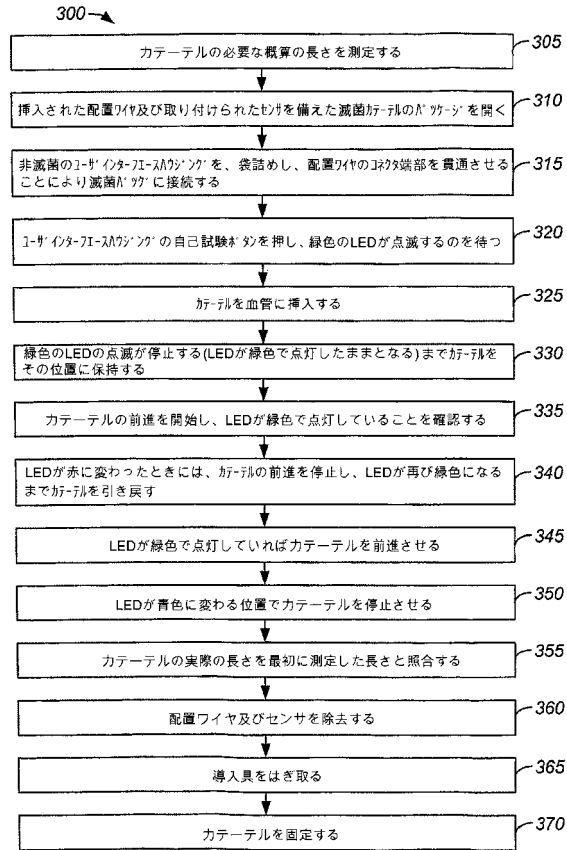 300
カテーテルの必要な概算の長さを測定する
305
挿入された配置ワイヤ及び取り付けられたセンサを備えた滅菌カテーテルのパッケージを開く
310
非滅菌のユーザインターフェースハウジングを、袋詰めし、配置ワイヤのコネクタ端部を貫通させる
ことにより滅菌バッグに接続する
315
ユーザインターフェースハウジングの自己試験ボタンを押し、緑色のLEDが点滅するのを待つ
320
カテーテルを血管に挿入する
325
緑色のLEDの点滅が停止する(LEDが緑色で点灯したままとなる)までカテーテルを
その位置に保持する
330
カテーテルの前進を開始し、LEDが緑色で点灯していることを確認する
335
LEDが赤に変わったときには、カテーテルの前進を停止し、LEDが再び緑色になる
までカテーテルを引き戻す
340
LEDが緑色で点灯していればカテーテルを前進させる
345
LEDが青色に変わる位置でカテーテルを停止させる
350
カテーテルの実際の長さを最初に測定した長さと照合する
355
配置ワイヤ及びセンサを除去する
360
導入具をはぎ取る
365
カテーテルを固定する
370